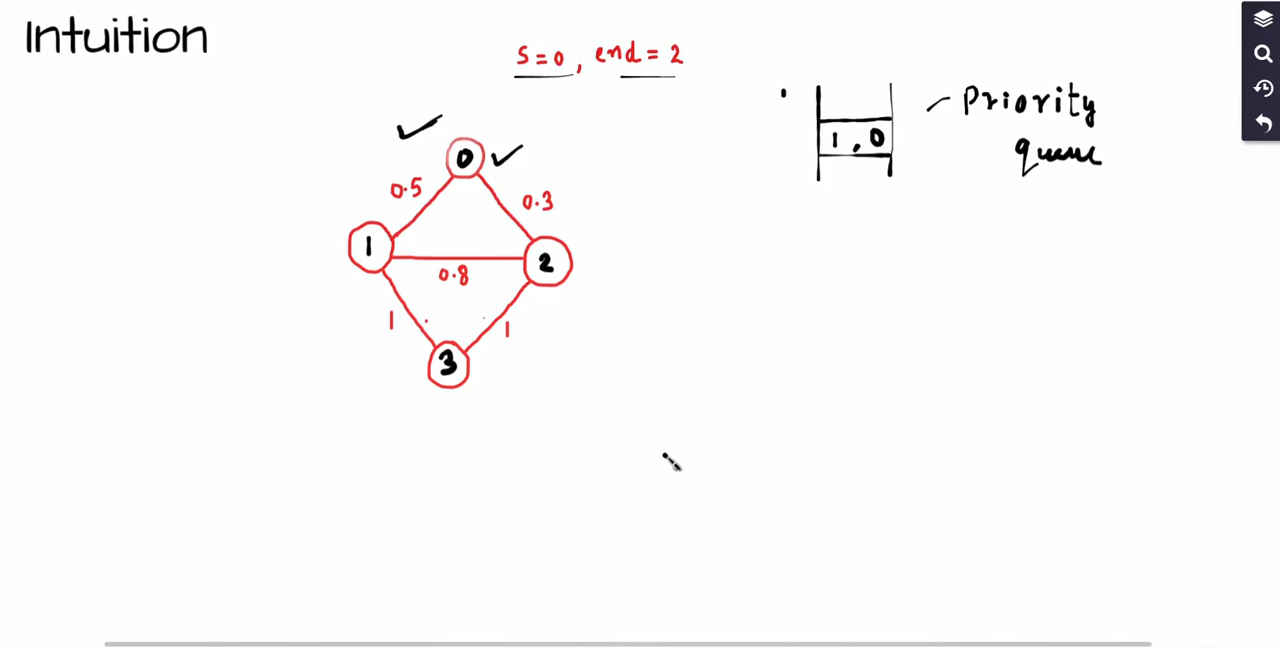 Intuition
s=0, end=2
1,0
Priority
queue
0
0.5
0.3
1
2
0.8
1
1
3